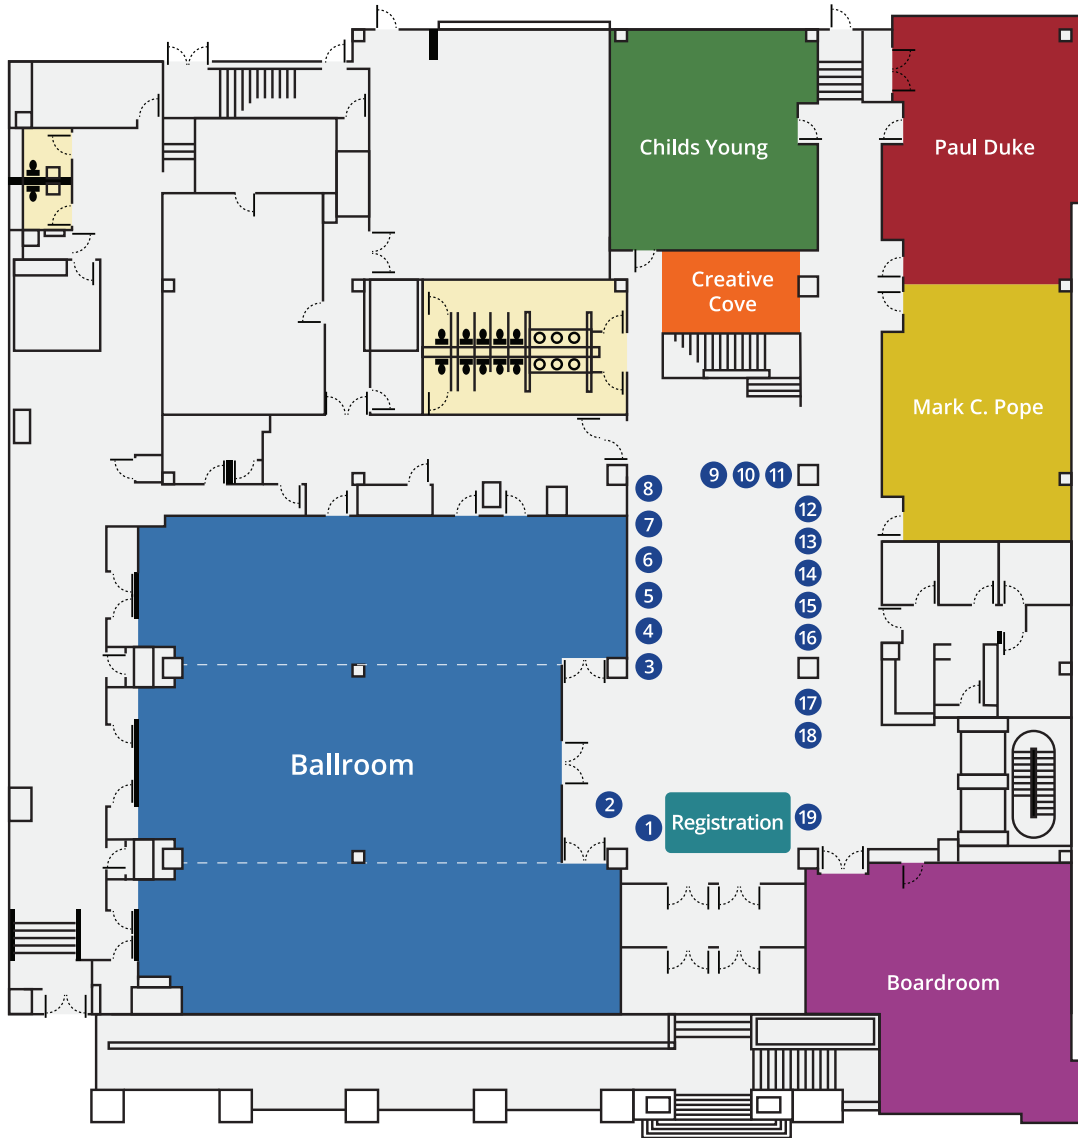 Childs Young
Paul Duke
Creative
Cove
Mark C. Pope
9 10 11
8
12
7
13
6
14
5
15
4
16
3
17
18
Ballroom
2
19
1
Registration
Boardroom